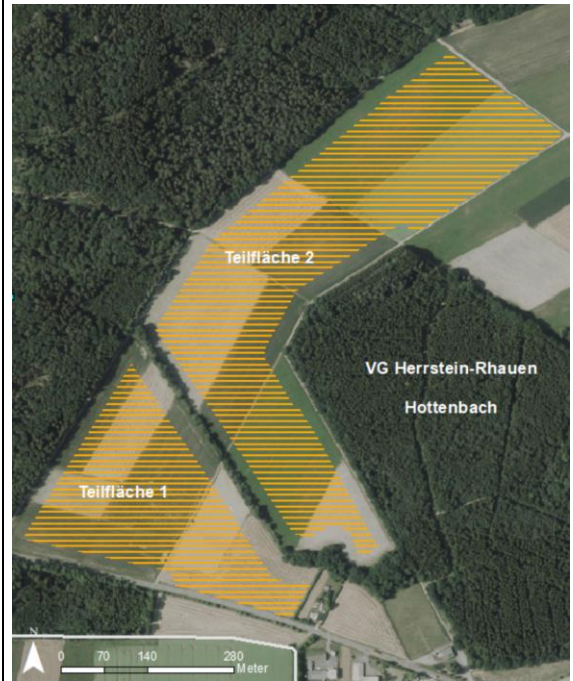 Teilfläche 2
VG Herrstein-Rhauen
Hottenbach
Teilfläche 1
N
0 70 140 280
Meter